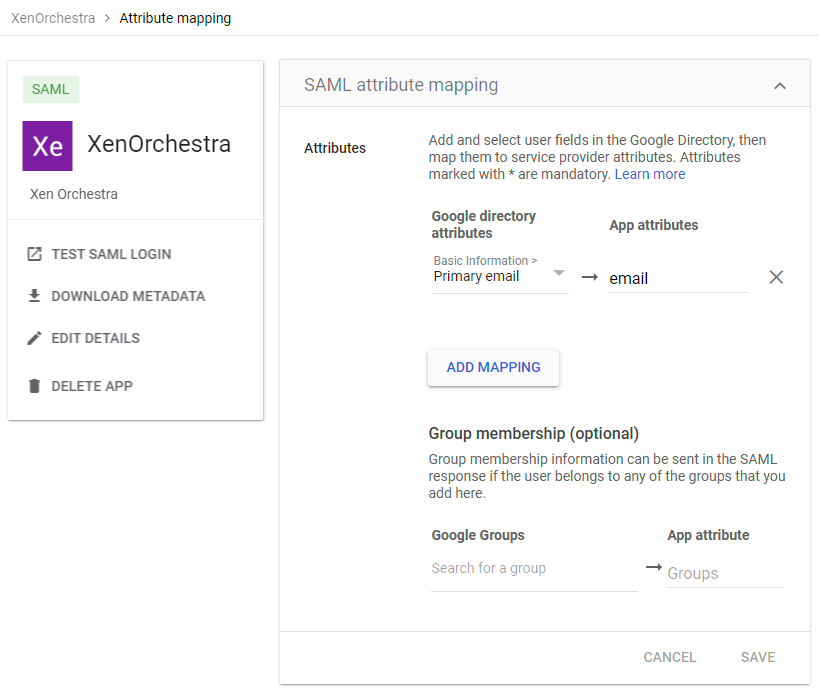 XenOrchestra > Attribute mapping
SAML
Xe XenOrchestra
Xen Orchestra
TEST SAML LOGIN
DOWNLOAD METADATA
EDIT DETAILS
DELETE APP
SAML attribute mapping
Attributes
Add and select user fields in the Google Directory, then
map them to service provider attributes. Attributes
marked with * are mandatory. Learn more
Google directory
attributes
App attributes
Basic Information >
Primary email
email
ADD MAPPING
Group membership (optional)
Group membership information can be sent in the SAML
response if the user belongs to any of the groups that you
add here.
Google Groups
App attribute
Search for a group
Groups
CANCEL
SAVE